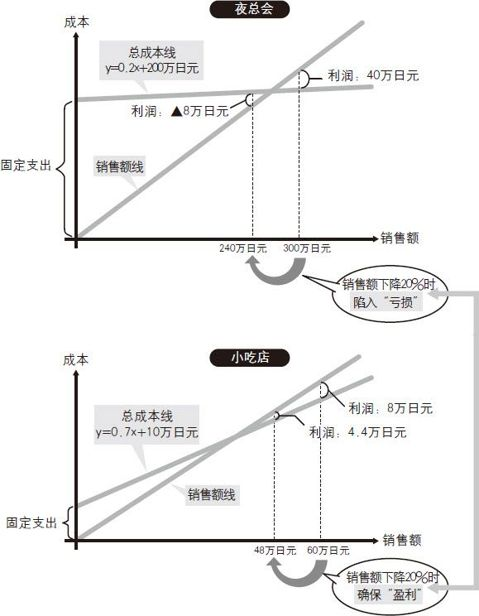 夜总会
成本
总成本线
y=0.2x+200万日元
利润：40万日元
利润：▲8万日元
固定支出
销售额线
销售额
240万日元
300万日元
销售额下降20%时
陷入“亏损”
小吃店
成本
总成本线
y=0.7x+10万日元
利润：8万日元
利润：4.4万日元
销售额线
固定支出
销售额
48万日元
60万日元
销售额下降20%时
确保“盈利”